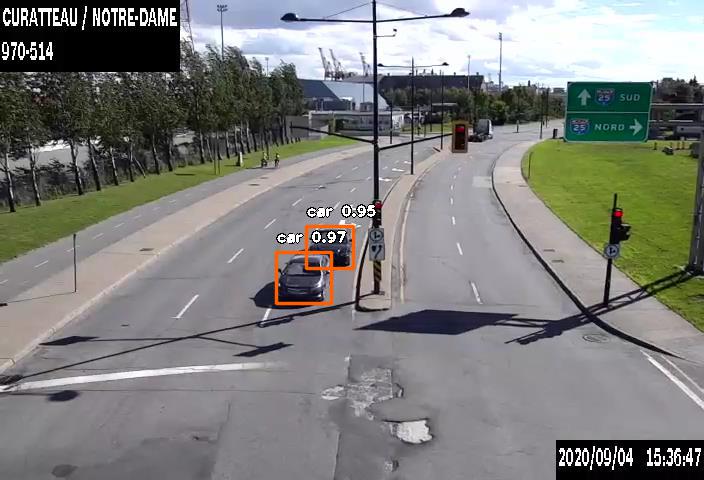 CURATTEAU / NOTRE-DAME
970-514
25 SUD
25 NORD
car 0.95
car 0.97
2020/09/04 15:36:47